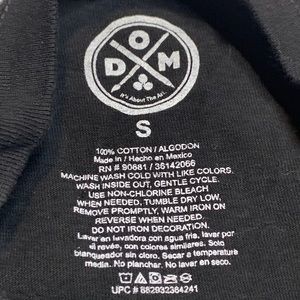 O
D M
It's About The Art.
S
100% COTTON / ALGODON
Made in / Hecho en Mexico
RN # 90681 / 36142066
MACHINE WASH COLD WITH LIKE COLORS.
WASH INSIDE OUT, GENTLE CYCLE.
USE NON-CHLORINE BLEACH
WHEN NEEDED, TUMBLE DRY LOW,
REMOVE PROMPTLY, WARM IRON ON
REVERSE WHEN NEEDED.
DO NOT IRON DECORATION.
Lavar en lavadora con agua fria, lavar por
el revés, con colores similares. Solo
blanqueador sin cloro. Secar a temperature
media. No planchar. No lavar en seco.
UPC # 882932384241